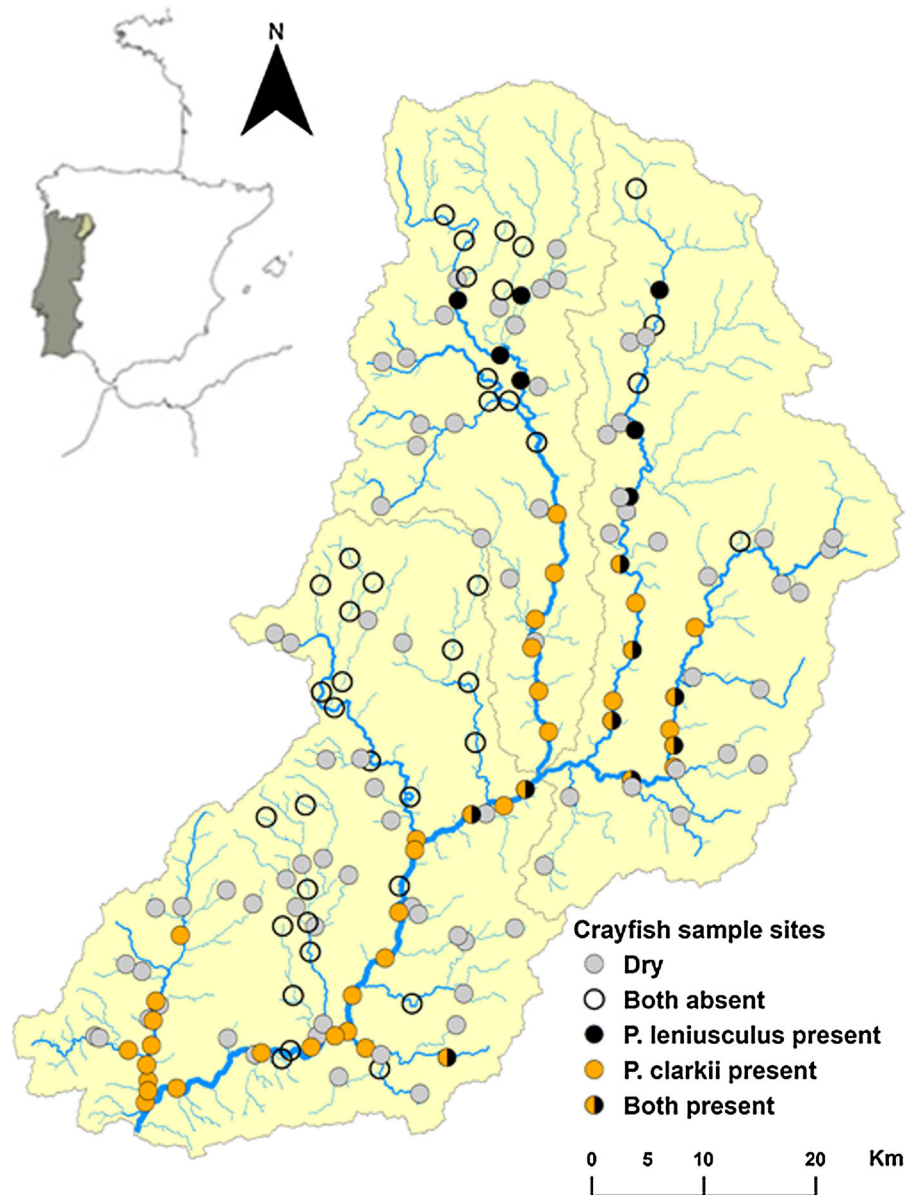 N
Crayfish sample sites
Dry
Both absent
P. leniusculus present
P. clarkii present
Both present
0 5 10 20 Km